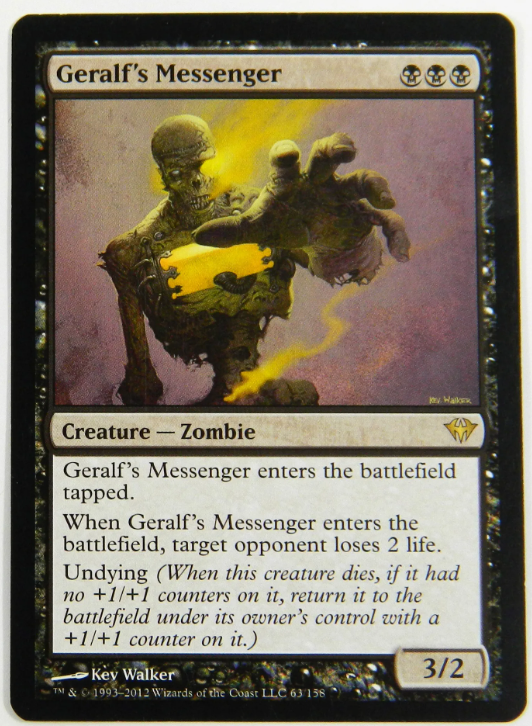 Geralf's Messenger
KEV WALKER
Creature — Zombie
Geralf's Messenger enters the battlefield
tapped.
When Geralf's Messenger enters the
battlefield, target opponent loses 2 life.
Undying (When this creature dies, if it had
no +1/+1 counters on it, return it to the
battlefield under its owner's control with a
+1/+1 counter on it.)
3/2
Kev Walker
™ & © 1993–2012 Wizards of the Coast LLC 63/158